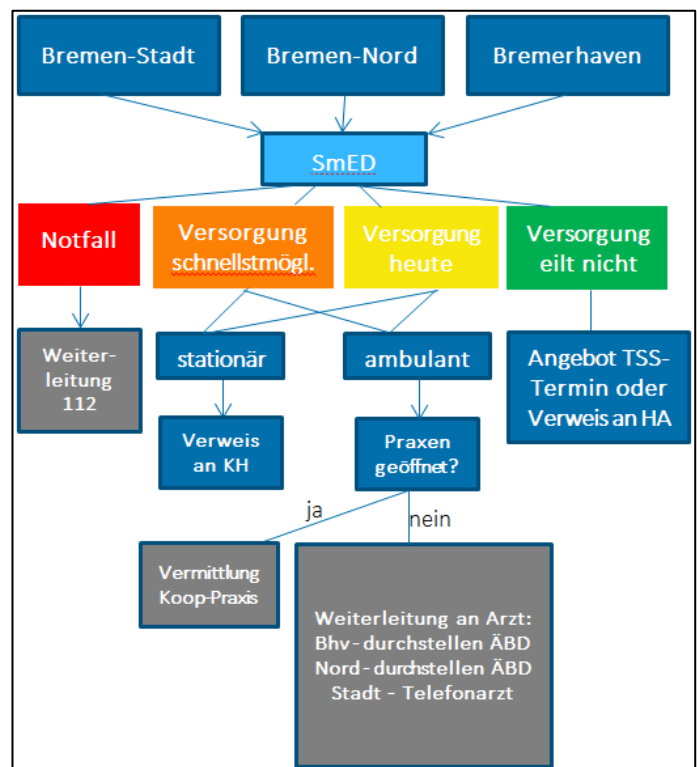 Bremen-Stadt
Bremen-Nord
Bremerhaven
SmED
Notfall
Versorgung
schnellstmögl.
Versorgung
heute
Versorgung
eilt nicht
Weiter-
leitung
112
stationär
ambulant
Angebot TSS-
Termin oder
Verweis an HA
Verweis
an KH
Praxen
geöffnet?
ja
nein
Vermittlung
Koop-Praxis
Weiterleitung an Arzt:
Bhv - durchstellen ÄBD
Nord - durchstellen ÄBD
Stadt - Telefonarzt